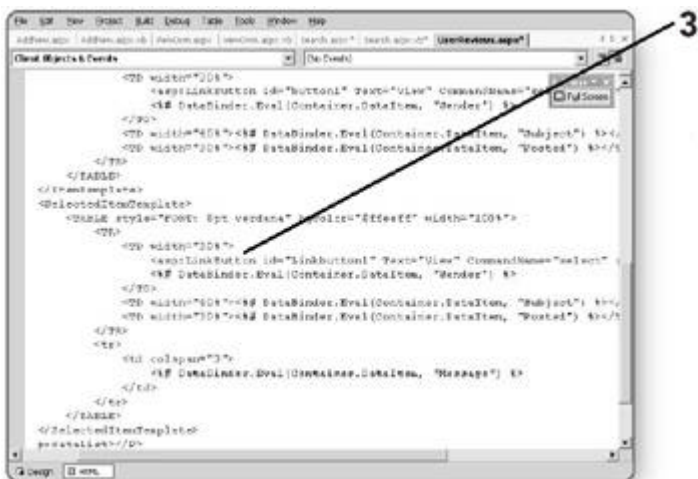 File Edit View Project Build Debug Table Tools Window Help
UserReviews.aspx*
Client Objects & Events (No Events)
Full Screen
<TD width="20%">
<asp:LinkButton id="button1" Text="View" CommandName=
<%# DataBinder.Eval(Container.DataItem, "Sender") %>
</TD>
<TD width="60%"><%# DataBinder.Eval(Container.DataItem, "Subject") %></
<TD width="20%"><%# DataBinder.Eval(Container.DataItem, "Posted") %></t
</TR>
</TABLE>
</ItemTemplate>
<SelectedItemTemplate>
<TABLE style="FONT: 8pt verdana" width="100%">
<TR>
<TD width="20%">
<asp:LinkButton id="Linkbutton1" Text="View" CommandName="select"
<%# DataBinder.Eval(Container.DataItem, "Sender") %>
</TD>
<TD width="60%"><%# DataBinder.Eval(Container.DataItem, "Subject") %></
<TD width="20%"><%# DataBinder.Eval(Container.DataItem, "Posted") %></t
</TR>
<tr>
<td colspan="3">
<%# DataBinder.Eval(Container.DataItem, "Message") %>
</td>
</tr>
</TABLE>
</SelectedItemTemplate>
Design HTML
3